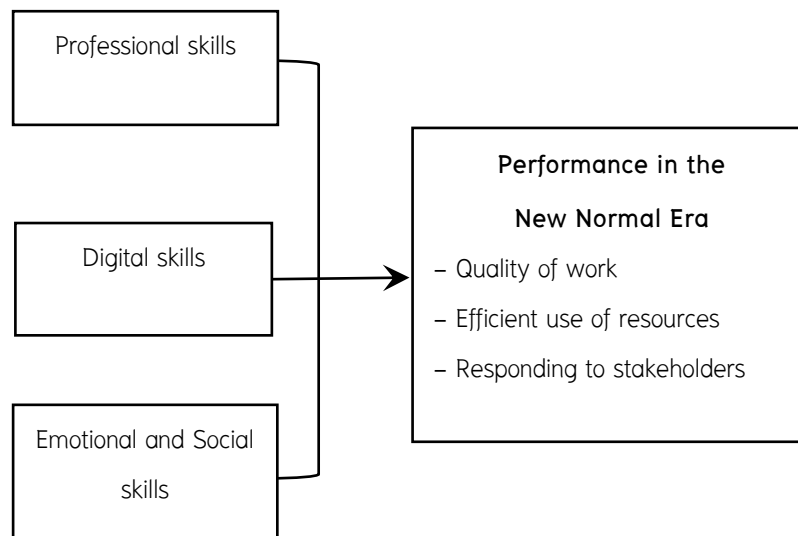 Professional skills
Digital skills
Emotional and Social
skills
Performance in the
New Normal Era
– Quality of work
– Efficient use of resources
– Responding to stakeholders